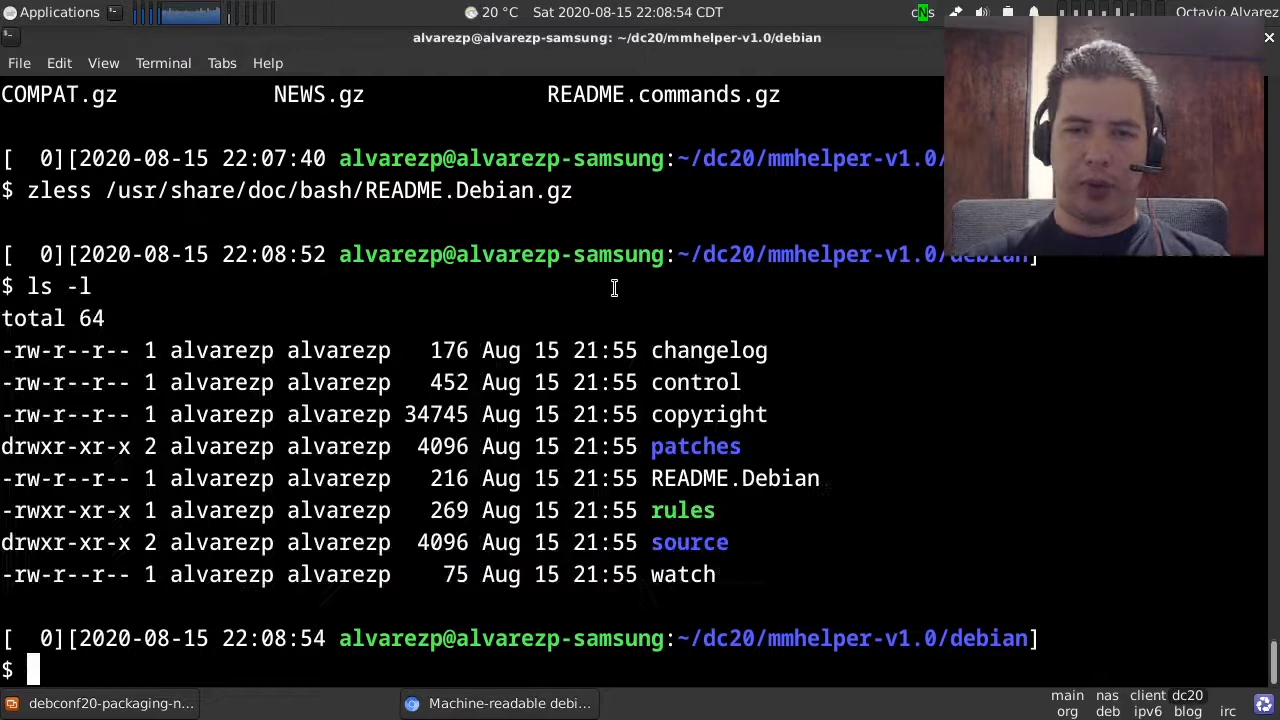 Applications 20 °C Sat 2020-08-15 22:08:54 CDT Octavio Alvarez
alvarezp@alvarezp-samsung: ~/dc20/mmhelper-v1.0/debian
File Edit View Terminal Tabs Help
COMPAT.gz NEWS.gz README.commands.gz
[  0][2020-08-15 22:07:40 alvarezp@alvarezp-samsung:~/dc20/mmhelper-v1.0/
$ zless /usr/share/doc/bash/README.Debian.gz
[  0][2020-08-15 22:08:52 alvarezp@alvarezp-samsung:~/dc20/mmhelper-v1.0/debian]
$ ls -l
total 64
-rw-r--r-- 1 alvarezp alvarezp   176 Aug 15 21:55 changelog
-rw-r--r-- 1 alvarezp alvarezp   452 Aug 15 21:55 control
-rw-r--r-- 1 alvarezp alvarezp 34745 Aug 15 21:55 copyright
drwxr-xr-x 2 alvarezp alvarezp  4096 Aug 15 21:55 patches
-rw-r--r-- 1 alvarezp alvarezp   216 Aug 15 21:55 README.Debian
-rwxr-xr-x 1 alvarezp alvarezp   269 Aug 15 21:55 rules
drwxr-xr-x 2 alvarezp alvarezp  4096 Aug 15 21:55 source
-rw-r--r-- 1 alvarezp alvarezp    75 Aug 15 21:55 watch
[  0][2020-08-15 22:08:54 alvarezp@alvarezp-samsung:~/dc20/mmhelper-v1.0/debian]
$
debconf20-packaging-n... Machine-readable debi... main nas client dc20
org deb ipv6 blog irc